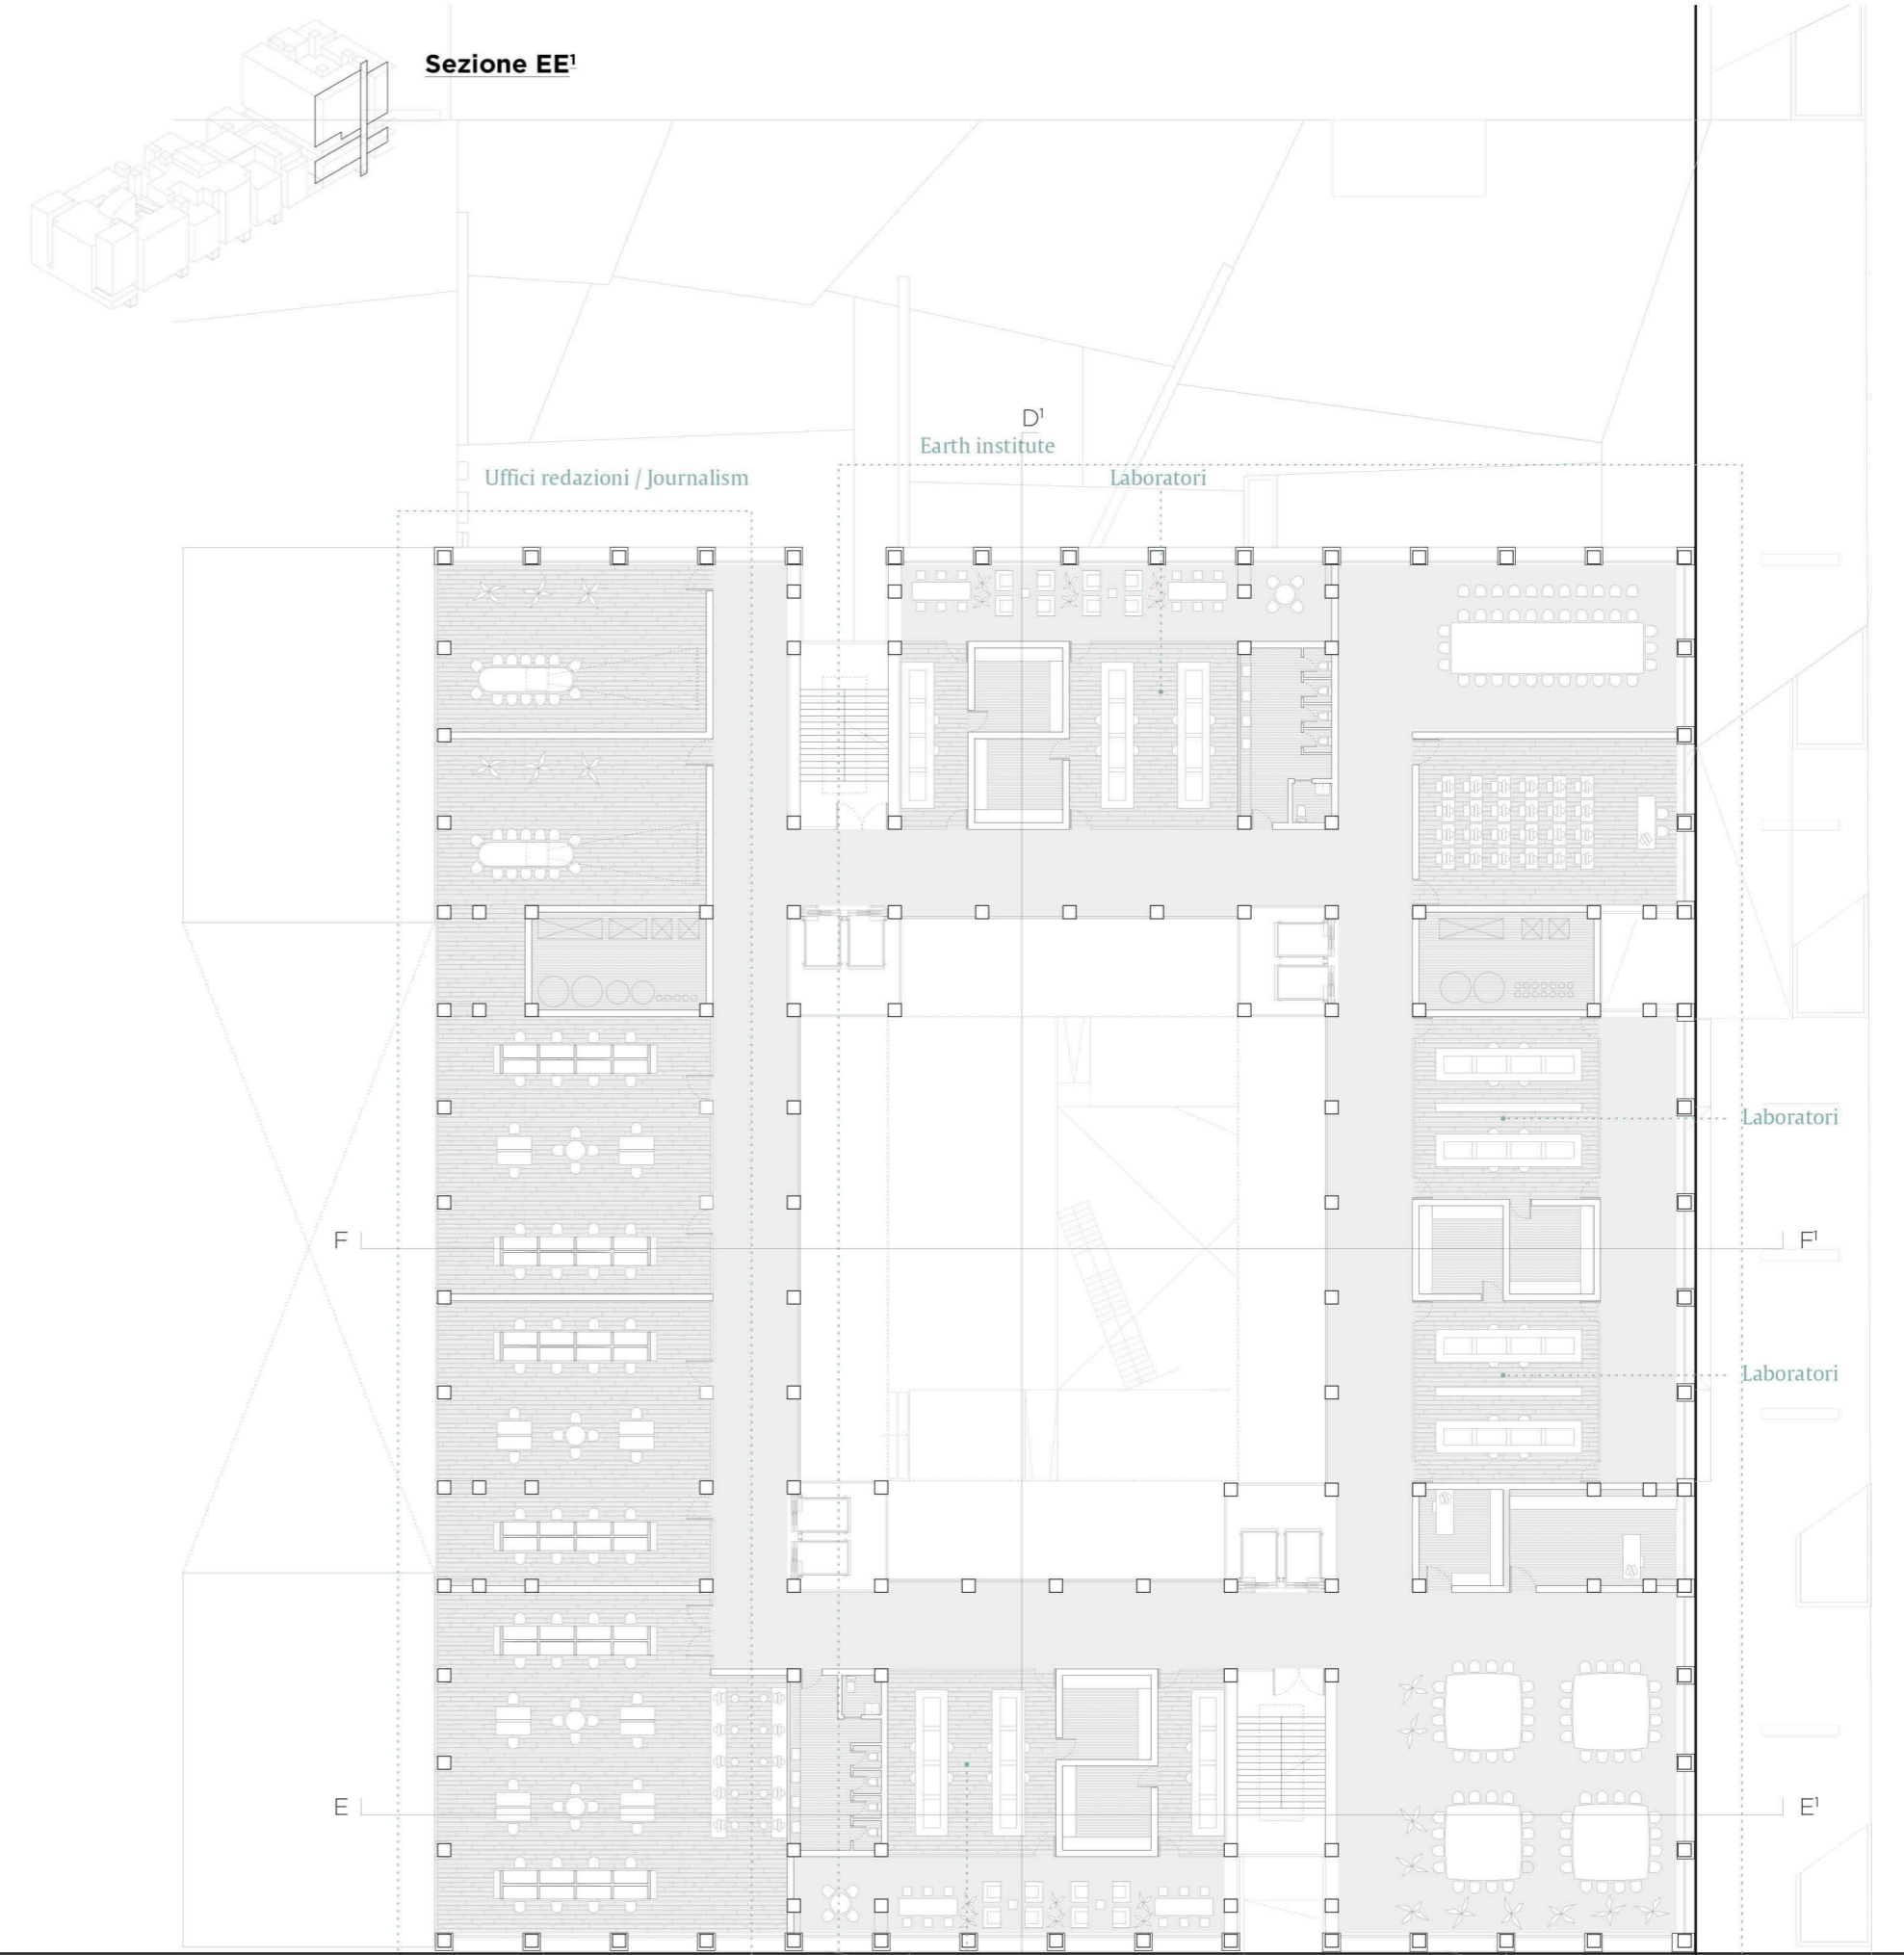 Sezione EE¹
D¹
Earth institute
Uffici redazioni / Journalism
Laboratori
Laboratori
F
F¹
Laboratori
E
E¹